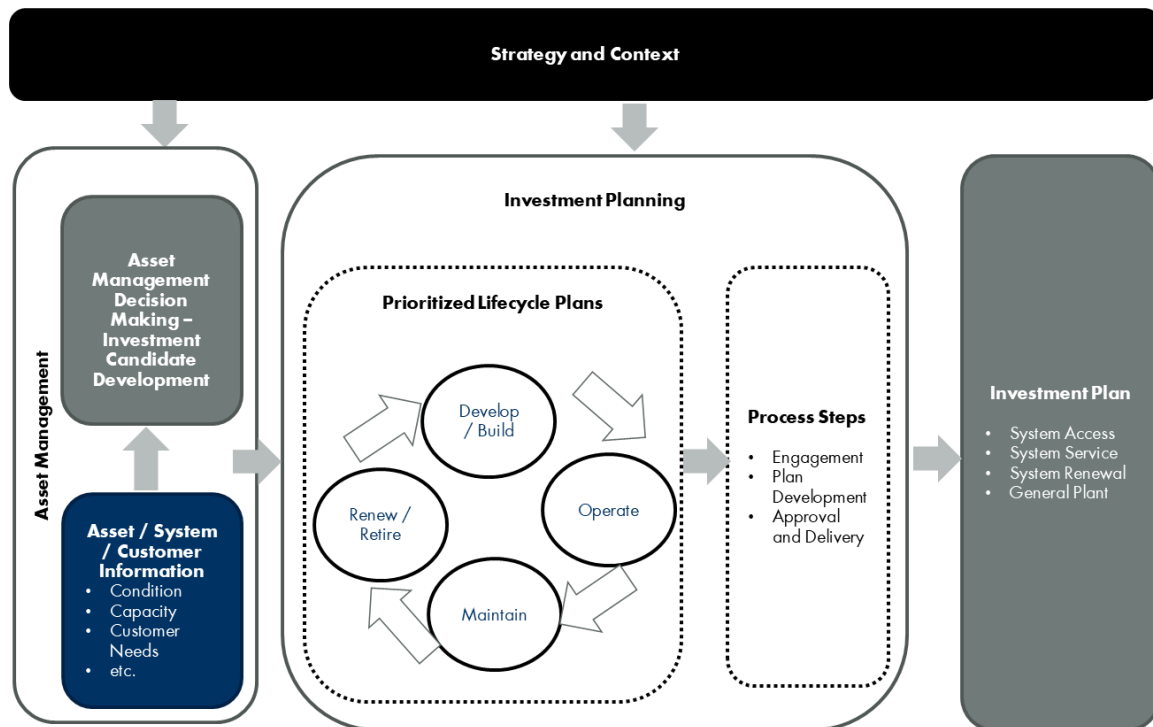 Strategy and Context
Asset Management
Asset
Management
Decision
Making –
Investment
Candidate
Development
Asset / System
/ Customer
Information
• Condition
• Capacity
• Customer
Needs
• etc.
Investment Planning
Prioritized Lifecycle Plans
Develop
/ Build
Operate
Maintain
Renew /
Retire
Process Steps
• Engagement
• Plan
Development
• Approval
and Delivery
Investment Plan
• System Access
• System Service
• System Renewal
• General Plant